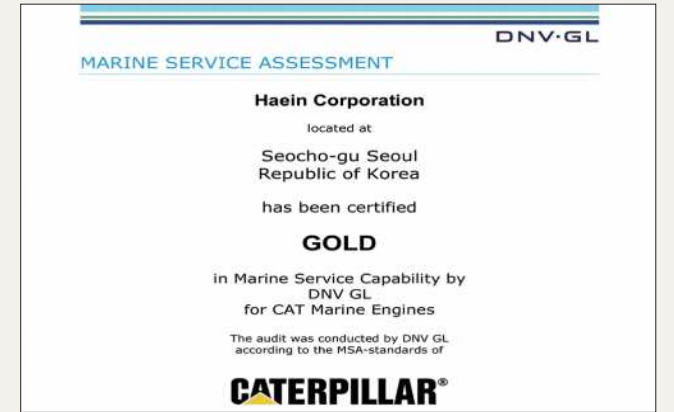 DNV·GL
MARINE SERVICE ASSESSMENT
Haein Corporation
located at
Seocho-gu Seoul
Republic of Korea
has been certified
GOLD
in Marine Service Capability by
DNV GL
for CAT Marine Engines
The audit was conducted by DNV GL
according to the MSA-standards of
CATERPILLAR®